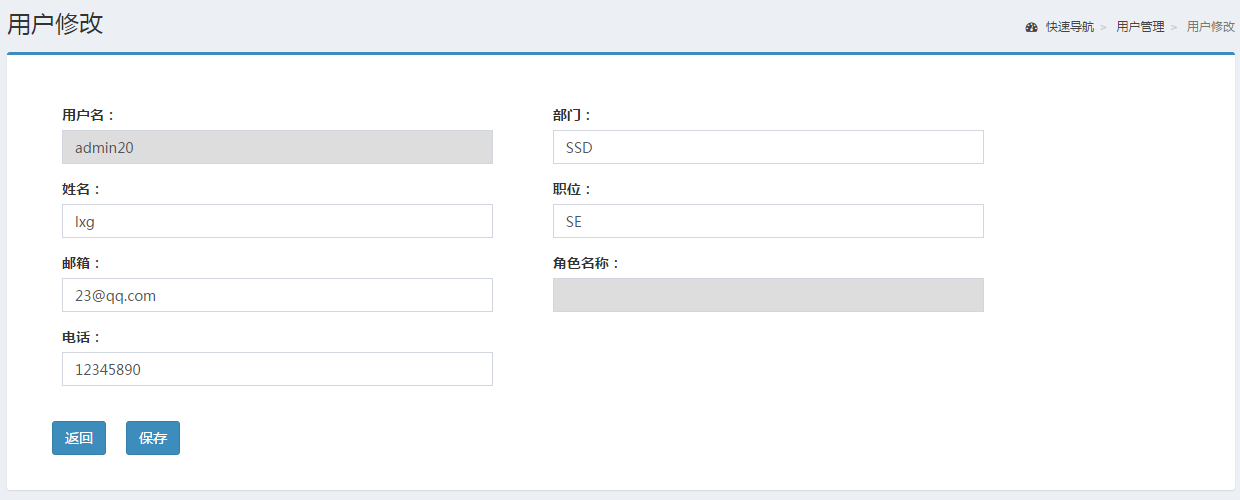 用户修改
快速导航 > 用户管理 > 用户修改
用户名：
admin20
部门：
SSD
姓名：
lxg
职位：
SE
邮箱：
23@qq.com
角色名称：
电话：
12345890
返回
保存